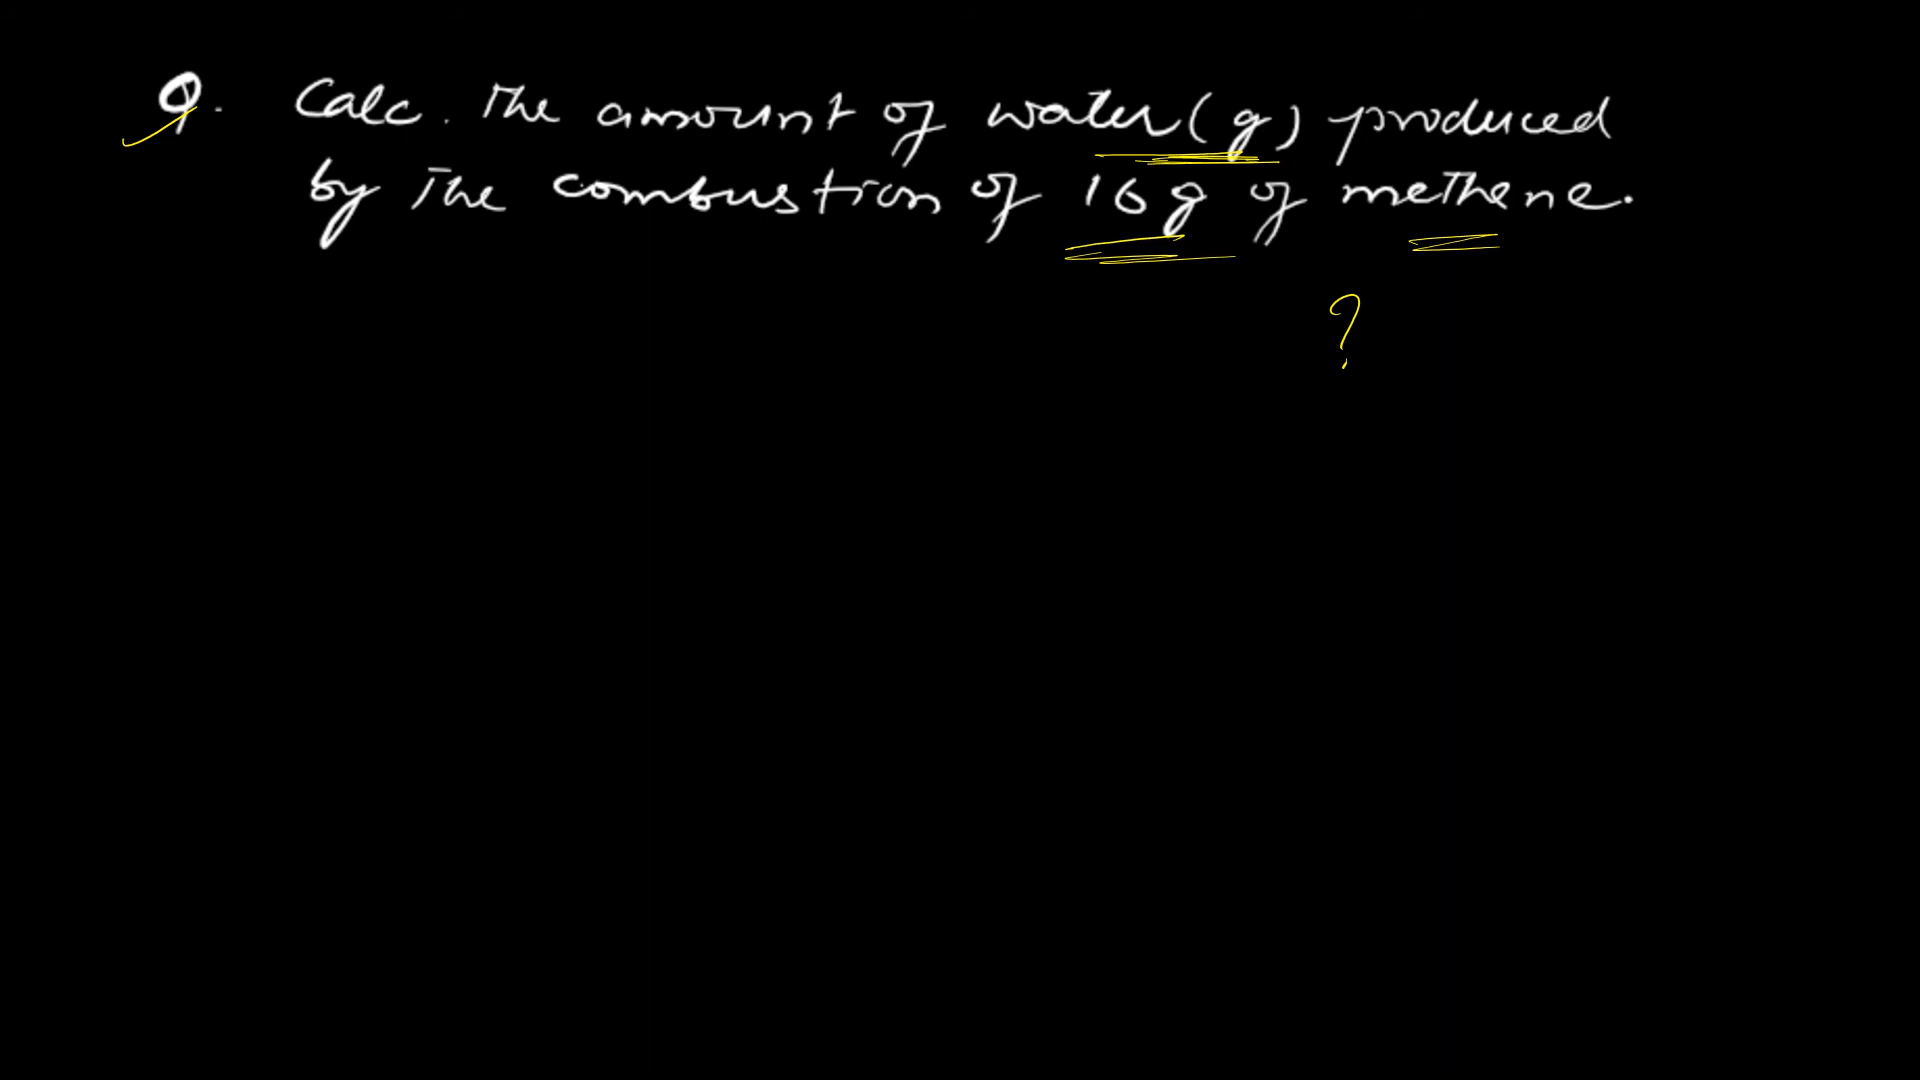 Q. Calc. the amount of water (g) produced
by the combustion of 16g of methene.
?